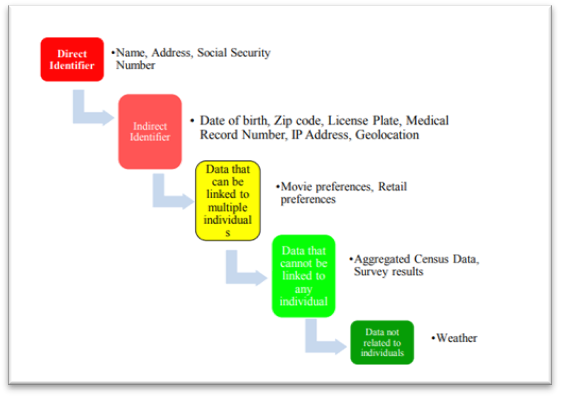 Direct
Identifier
•Name, Address, Social Security
Number
Indirect
Identifier
• Date of birth, Zip code, License Plate, Medical
Record Number, IP Address, Geolocation
Data that
can be
linked to
multiple
individual
s
•Movie preferences, Retail
preferences
Data that
cannot be
linked to
any
individual
•Aggregated Census Data,
Survey results
Data not
related to
individuals
•Weather